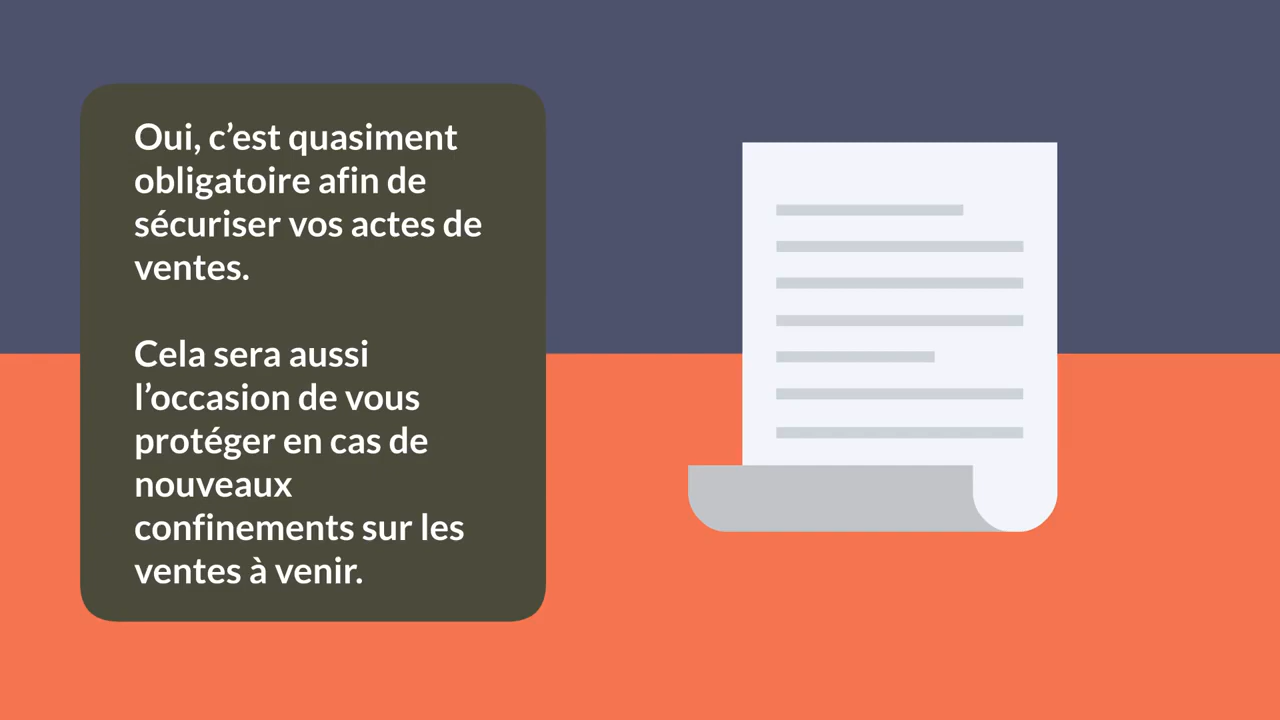 Oui, c’est quasiment
obligatoire afin de
sécuriser vos actes de
ventes.
Cela sera aussi
l’occasion de vous
protéger en cas de
nouveaux
confinements sur les
ventes à venir.